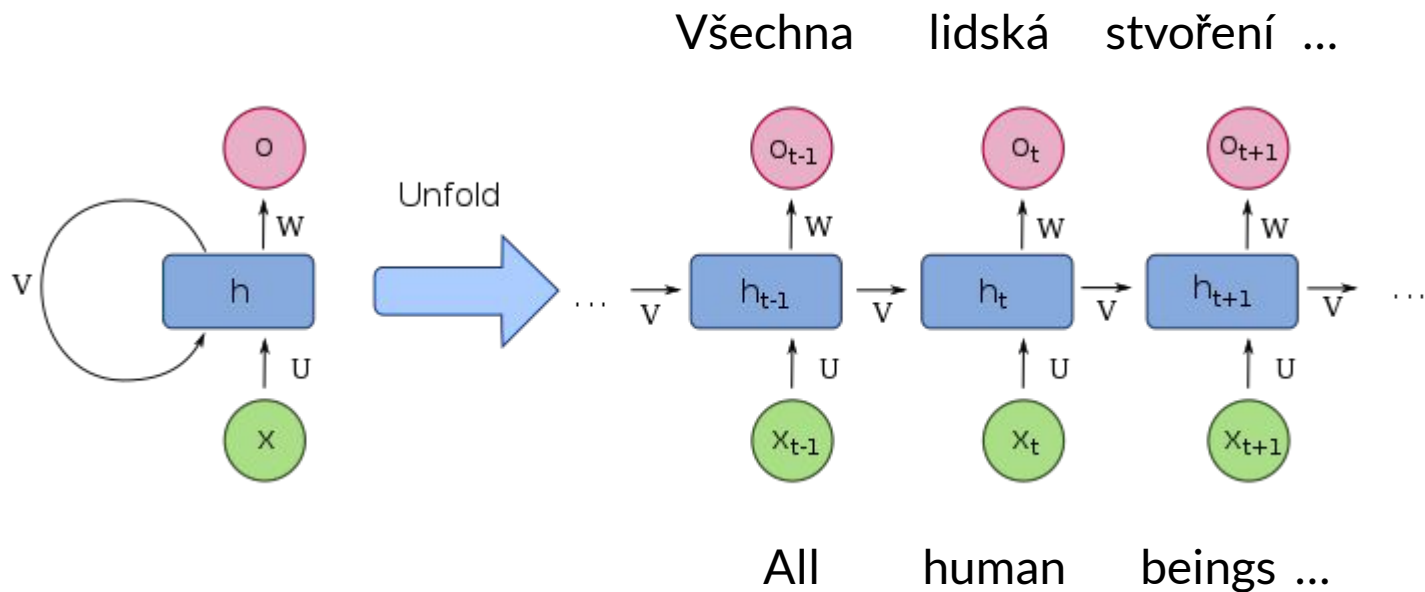 Všechna lidská stvoření ...
o
o_{t-1} o_t o_{t+1}
Unfold
W W W W
V h
... V h_{t-1} V h_t V h_{t+1} V ...
U U U U
x x_{t-1} x_t x_{t+1}
All human beings ...